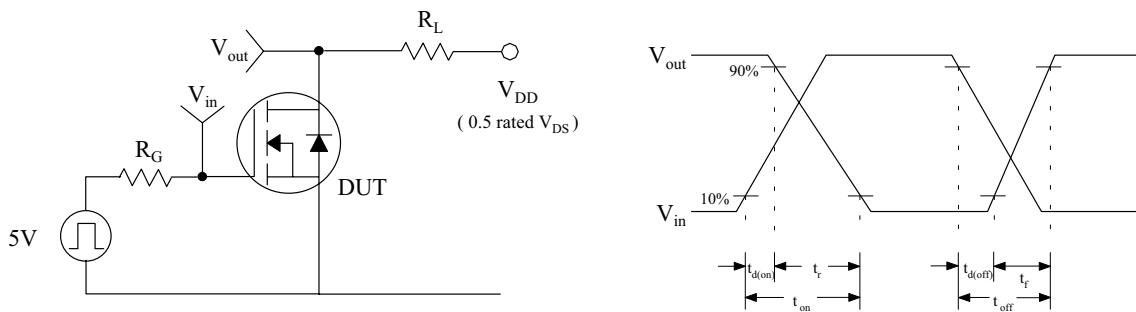 R_L
V_out
V_in
V_DD
( 0.5 rated V_DS )
R_G
DUT
5V
V_out
90%
10%
V_in
t_d(on)
t_r
t_on
t_d(off)
t_f
t_off